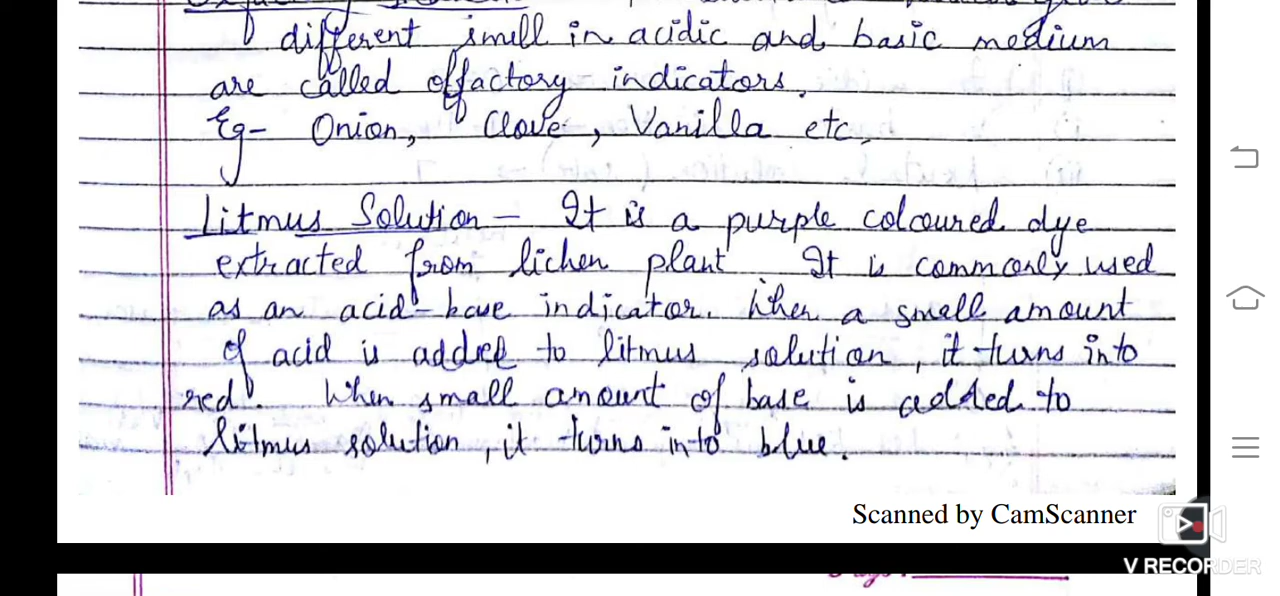 different smell in acidic and basic medium
are called olfactory indicators.
Eg- Onion, Clove, Vanilla etc.
Litmus Solution - It is a purple coloured dye
extracted from lichen plant. It is commonly used
as an acid-base indicator. When a small amount
of acid is added to litmus solution, it turns into
red. When small amount of base is added to
litmus solution, it turns into blue.
Scanned by CamScanner
V RECORDER